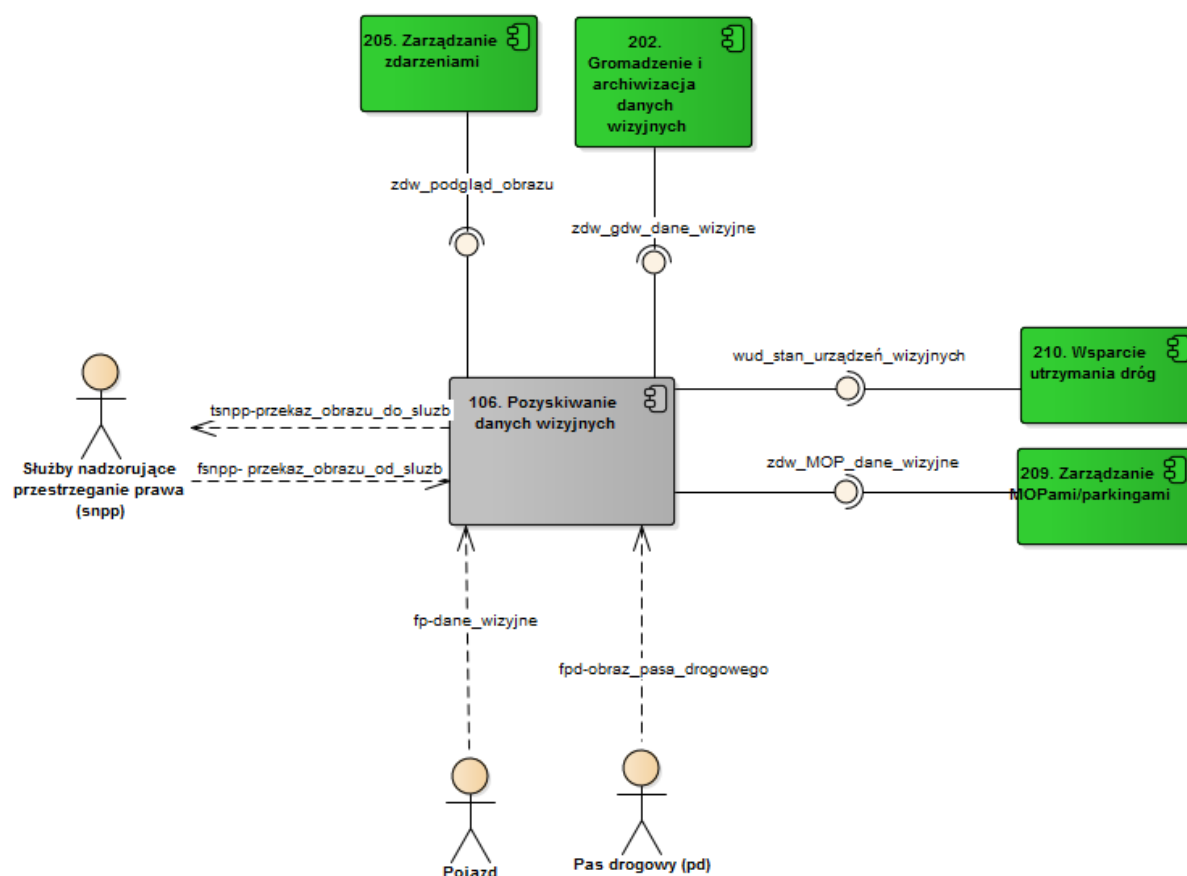 205. Zarządzanie
zdarzeniami
202.
Gromadzenie i
archiwizacja
danych
wizyjnych
zdw_podgląd_obrazu
zdw_gdw_dane_wizyjne
wud_stan_urządzeń_wizyjnych
210. Wsparcie
utrzymania dróg
106. Pozyskiwanie
danych wizyjnych
tsnpp-przekaz_obrazu_do_sluzb
zdw_MOP_dane_wizyjne
209. Zarządzanie
MOPami/parkingami
Służby nadzorujące
przestrzeganie prawa
(snpp)
fsnpp- przekaz_obrazu_od_sluzb
fp-dane_wizyjne
fpd-obraz_pasa_drogowego
Pojazd
Pas drogowy (pd)